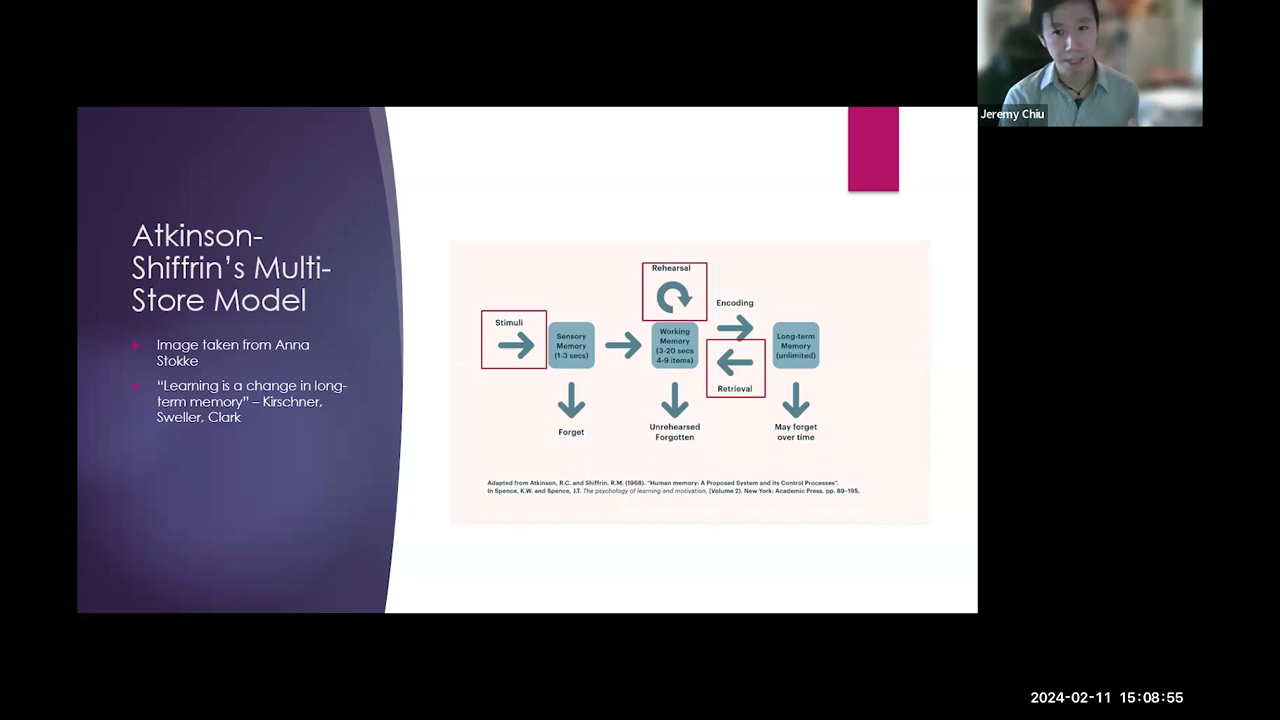 Jeremy Chiu
Atkinson-
Shiffrin's Multi-
Store Model
Image taken from Anna
Stokke
“Learning is a change in long-
term memory” – Kirschner,
Sweller, Clark
Rehearsal
Encoding
Stimuli
Sensory
Memory
(1-3 secs)
Working
Memory
(3-20 secs
4-9 items)
Long-term
Memory
(unlimited)
Retrieval
Forget
Unrehearsed
Forgotten
May forget
over time
Adapted from Atkinson, R.C. and Shiffrin, R.M. (1968). "Human memory: A Proposed System and its Control Processes".
In Spence, K.W. and Spence, J.T. The psychology of learning and motivation, (Volume 2). New York: Academic Press. pp. 89–195.
2024-02-11 15:08:55